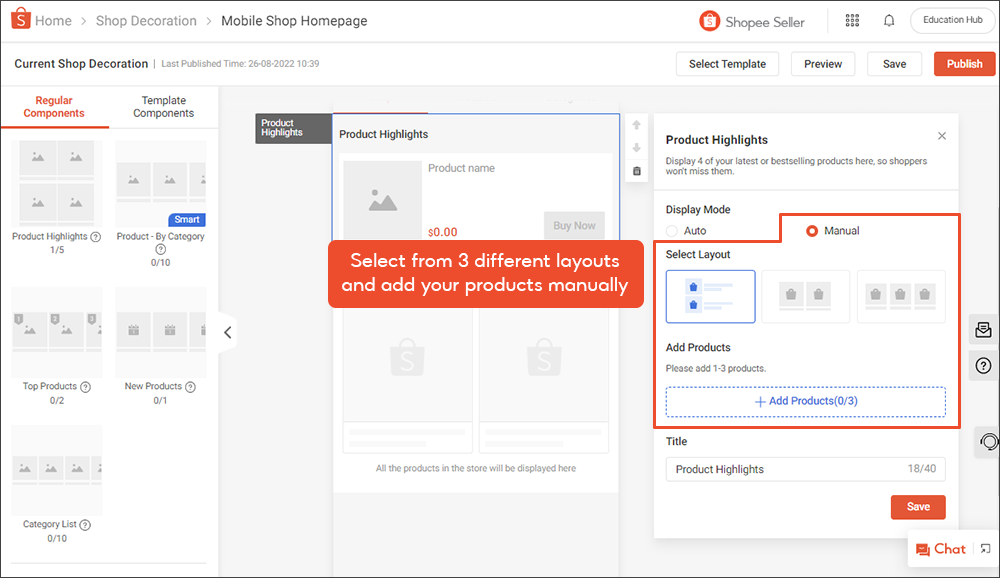 Home > Shop Decoration > Mobile Shop Homepage
Shopee Seller
Education Hub
Current Shop Decoration | Last Published Time: 26-08-2022 10:39
Select Template
Preview
Save
Publish
Regular
Components
Template
Components
Product Highlights
1/5
Smart
Product - By Category
0/10
1
2
3
Top Products
0/2
New Products
0/1
Category List
0/10
Product
Highlights
Product Highlights
Product name
$0.00
Buy Now
Select from 3 different layouts
and add your products manually
All the products in the store will be displayed here
Product Highlights
Display 4 of your latest or bestselling products here, so shoppers
won't miss them.
Display Mode
Auto
Manual
Select Layout
Add Products
Please add 1-3 products.
+ Add Products(0/3)
Title
Product Highlights
18/40
Save
Chat